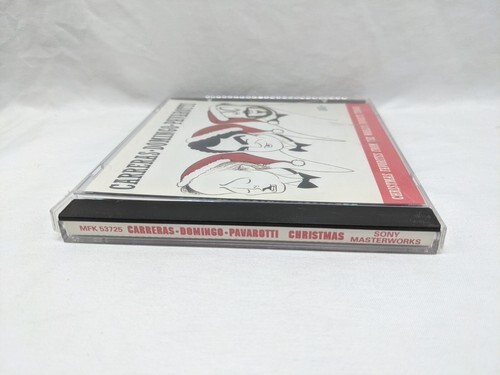 CARRERAS·DOMINGO·PAVAROTTI
CHRISTMAS FAVORITES FROM THE WORLD'S FAVORITE TENORS
MFK 53725 CARRERAS·DOMINGO·PAVAROTTI CHRISTMAS SONY
MASTERWORKS